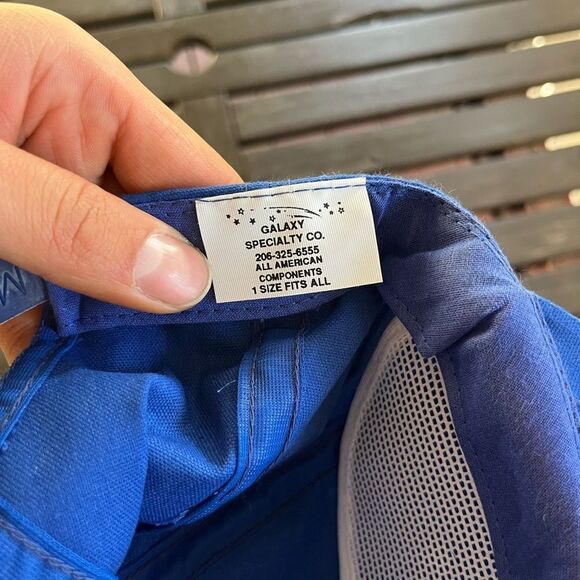 GALAXY
SPECIALTY CO.
206-325-6555
ALL AMERICAN
COMPONENTS
1 SIZE FITS ALL